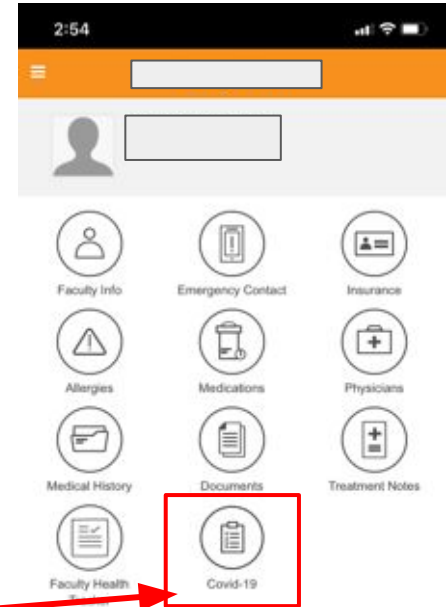 2:54
Faculty Info
Emergency Contact
Insurance
Allergies
Medications
Physicians
Medical History
Documents
Treatment Notes
Faculty Health
Covid-19